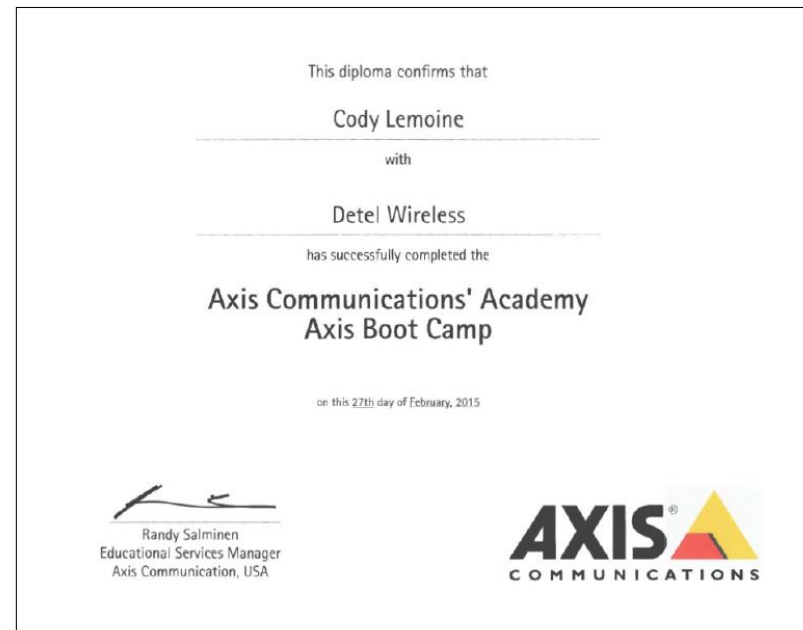 This diploma confirms that
Cody Lemoine
with
Detel Wireless
has successfully completed the
Axis Communications' Academy
Axis Boot Camp
on this 27th day of February, 2015
Randy Salminen
Educational Services Manager
Axis Communication, USA
AXIS®
COMMUNICATIONS